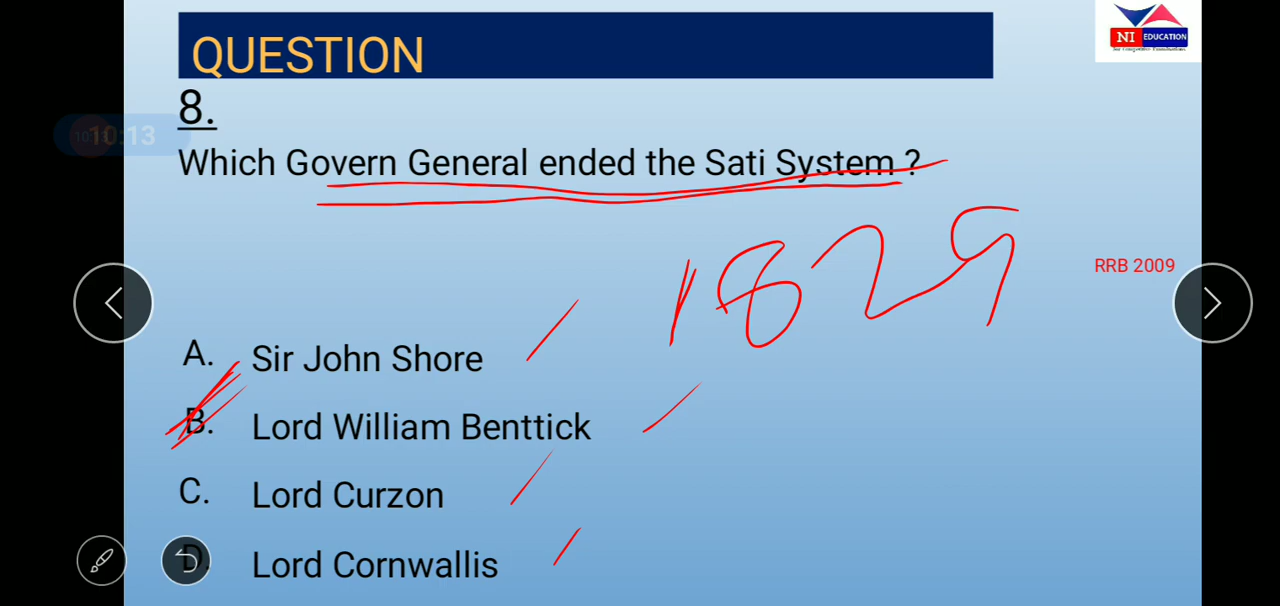 QUESTION
NI EDUCATION
8.
10:13
Which Govern General ended the Sati System ?
1829
RRB 2009
A. Sir John Shore
B. Lord William Benttick
C. Lord Curzon
D. Lord Cornwallis